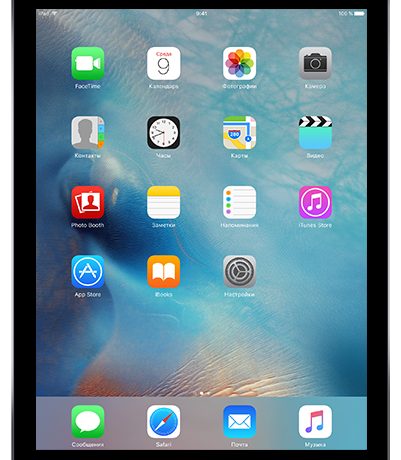 iPad
9:41
100 %
Среда
9
FaceTime
Календарь
Фотографии
Камера
280
Контакты
Часы
Карты
Видео
Photo Booth
Заметки
Напоминания
iTunes Store
App Store
iBooks
Настройки
Сообщения
Safari
Почта
Музыка